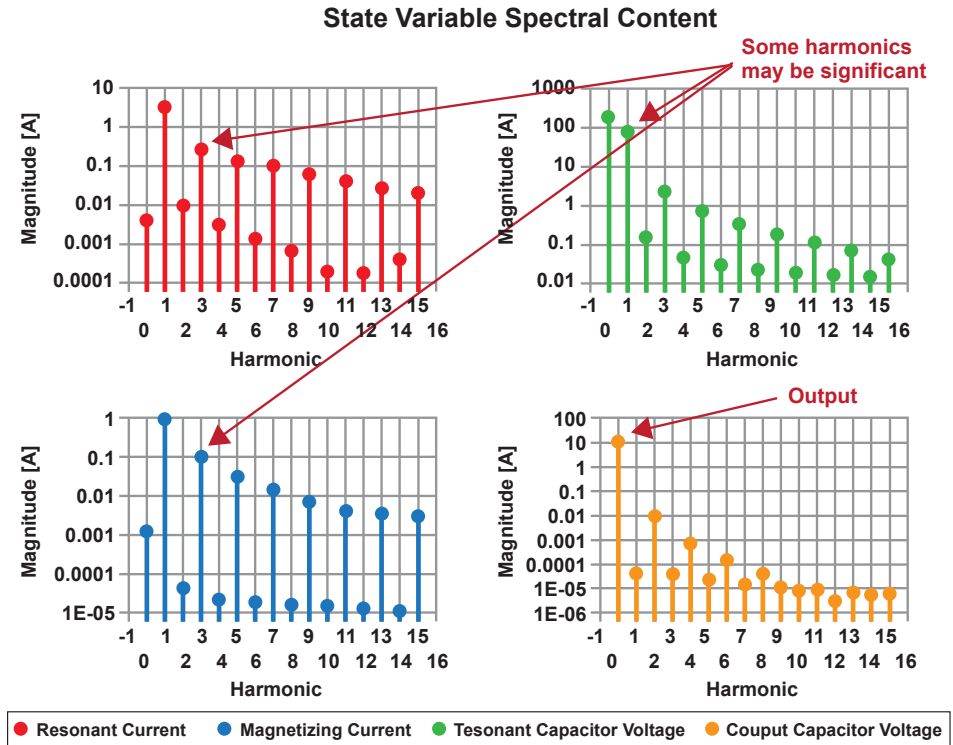 State Variable Spectral Content
Some harmonics
may be significant
Magnitude [A]
10
1
0.1
0.01
0.001
0.0001
-1 1 3 5 7 9 11 13 15
0 2 4 6 8 10 12 14 16
Harmonic
Magnitude [A]
1000
100
10
1
0.1
0.01
-1 1 3 5 7 9 11 13 15
0 2 4 6 8 10 12 14 16
Harmonic
Magnitude [A]
1
0.1
0.01
0.001
0.0001
1E-05
-1 1 3 5 7 9 11 13 15
0 2 4 6 8 10 12 14 16
Harmonic
Output
Magnitude [A]
100
10
1
0.1
0.01
0.001
0.0001
1E-05
1E-06
-1 1 3 5 7 9 11 13 15
0 2 4 6 8 10 12 14 16
Harmonic
Resonant Current Magnetizing Current Tesonant Capacitor Voltage Couput Capacitor Voltage